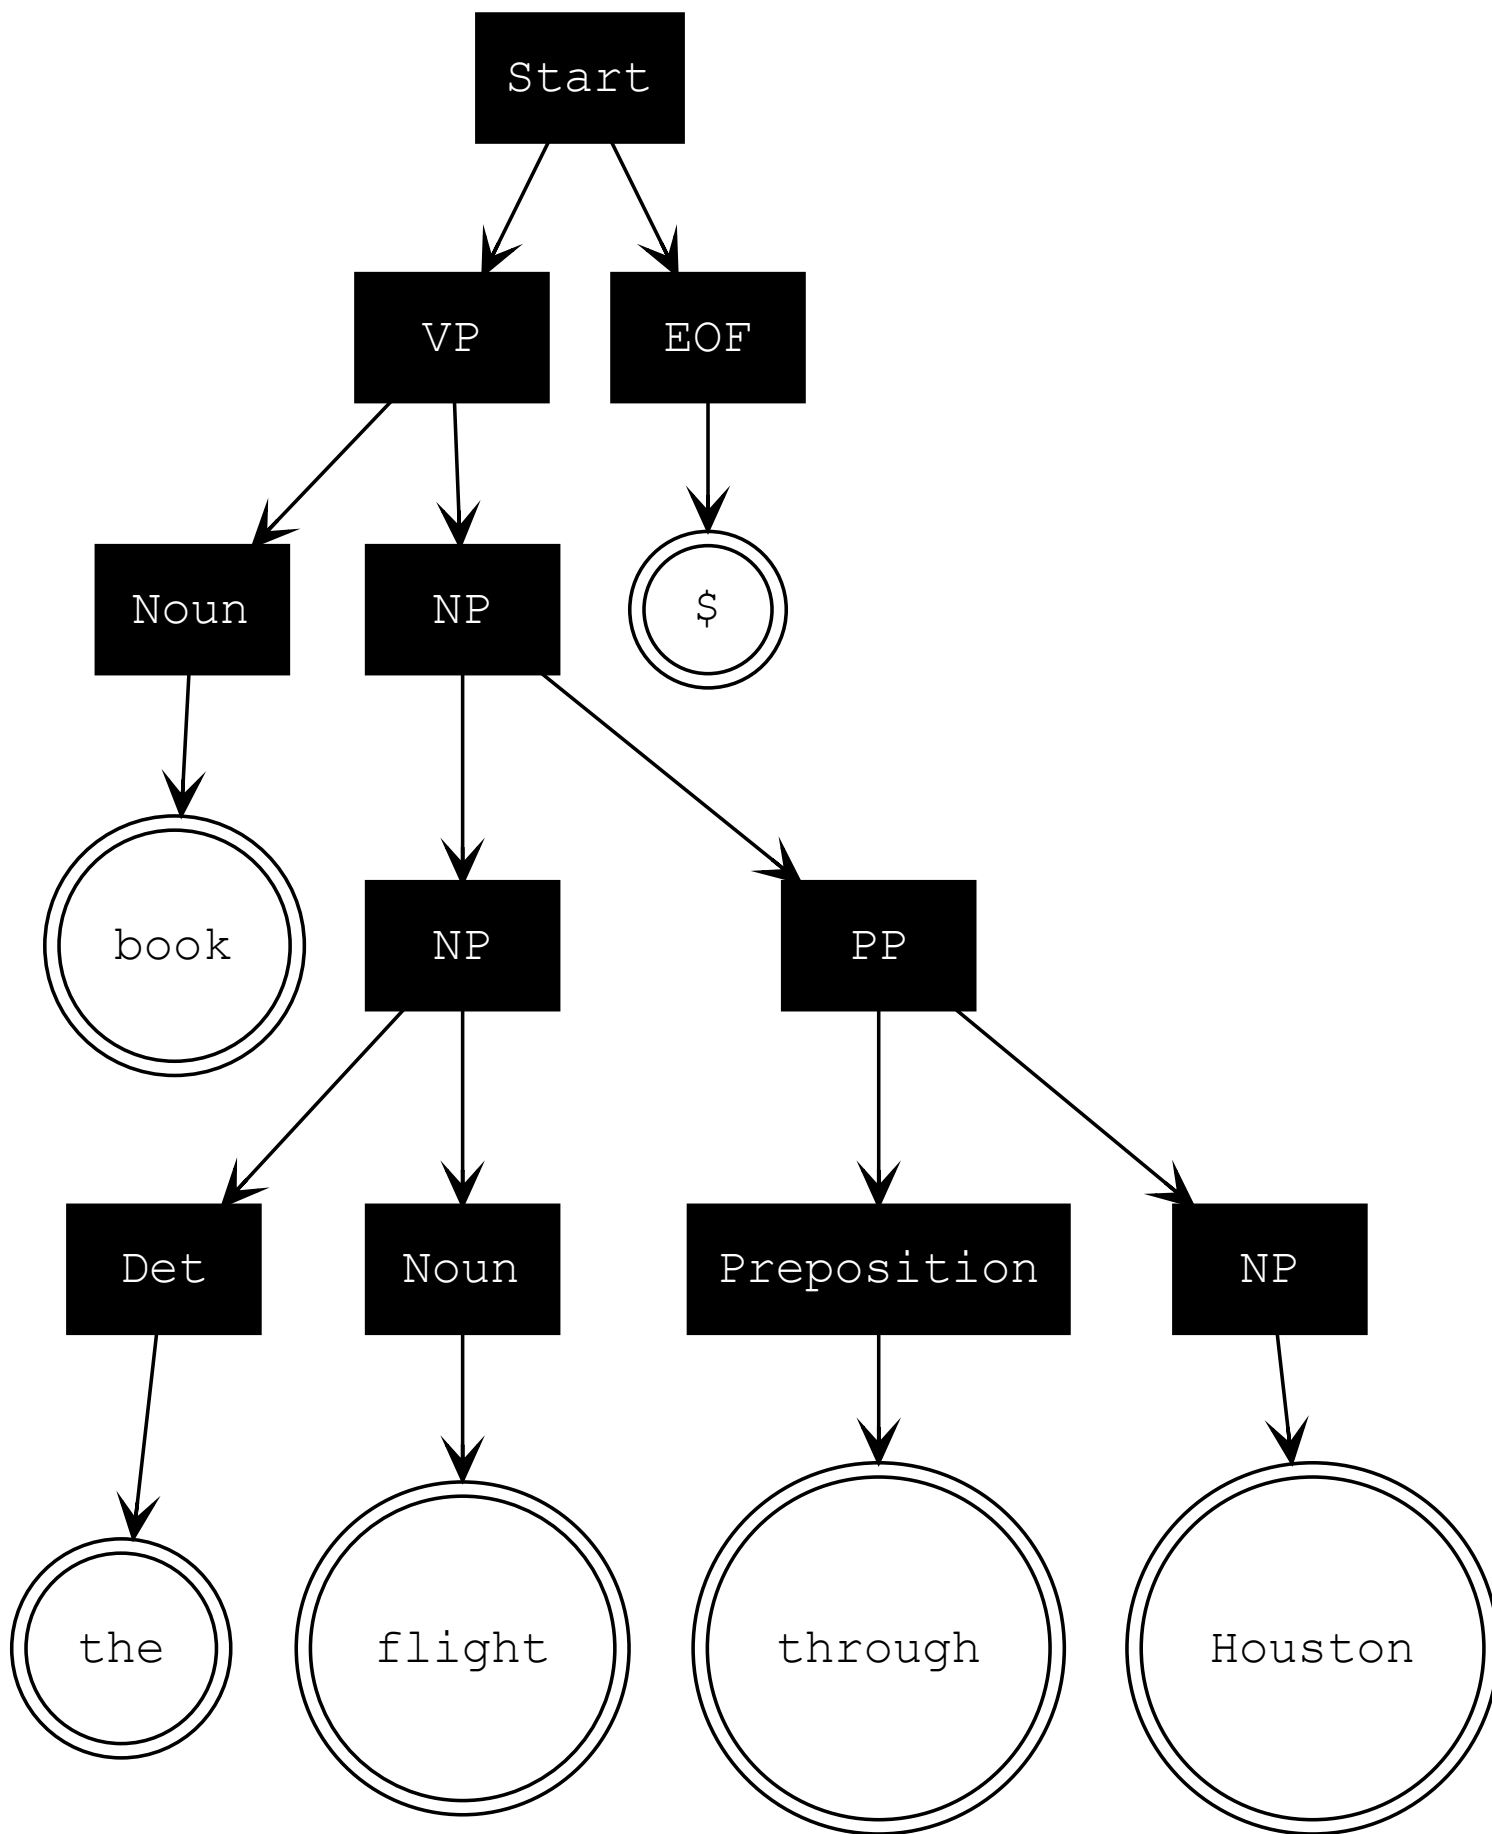 Start
VP EOF
Noun NP $
book NP PP
Det Noun Preposition NP
the flight through Houston